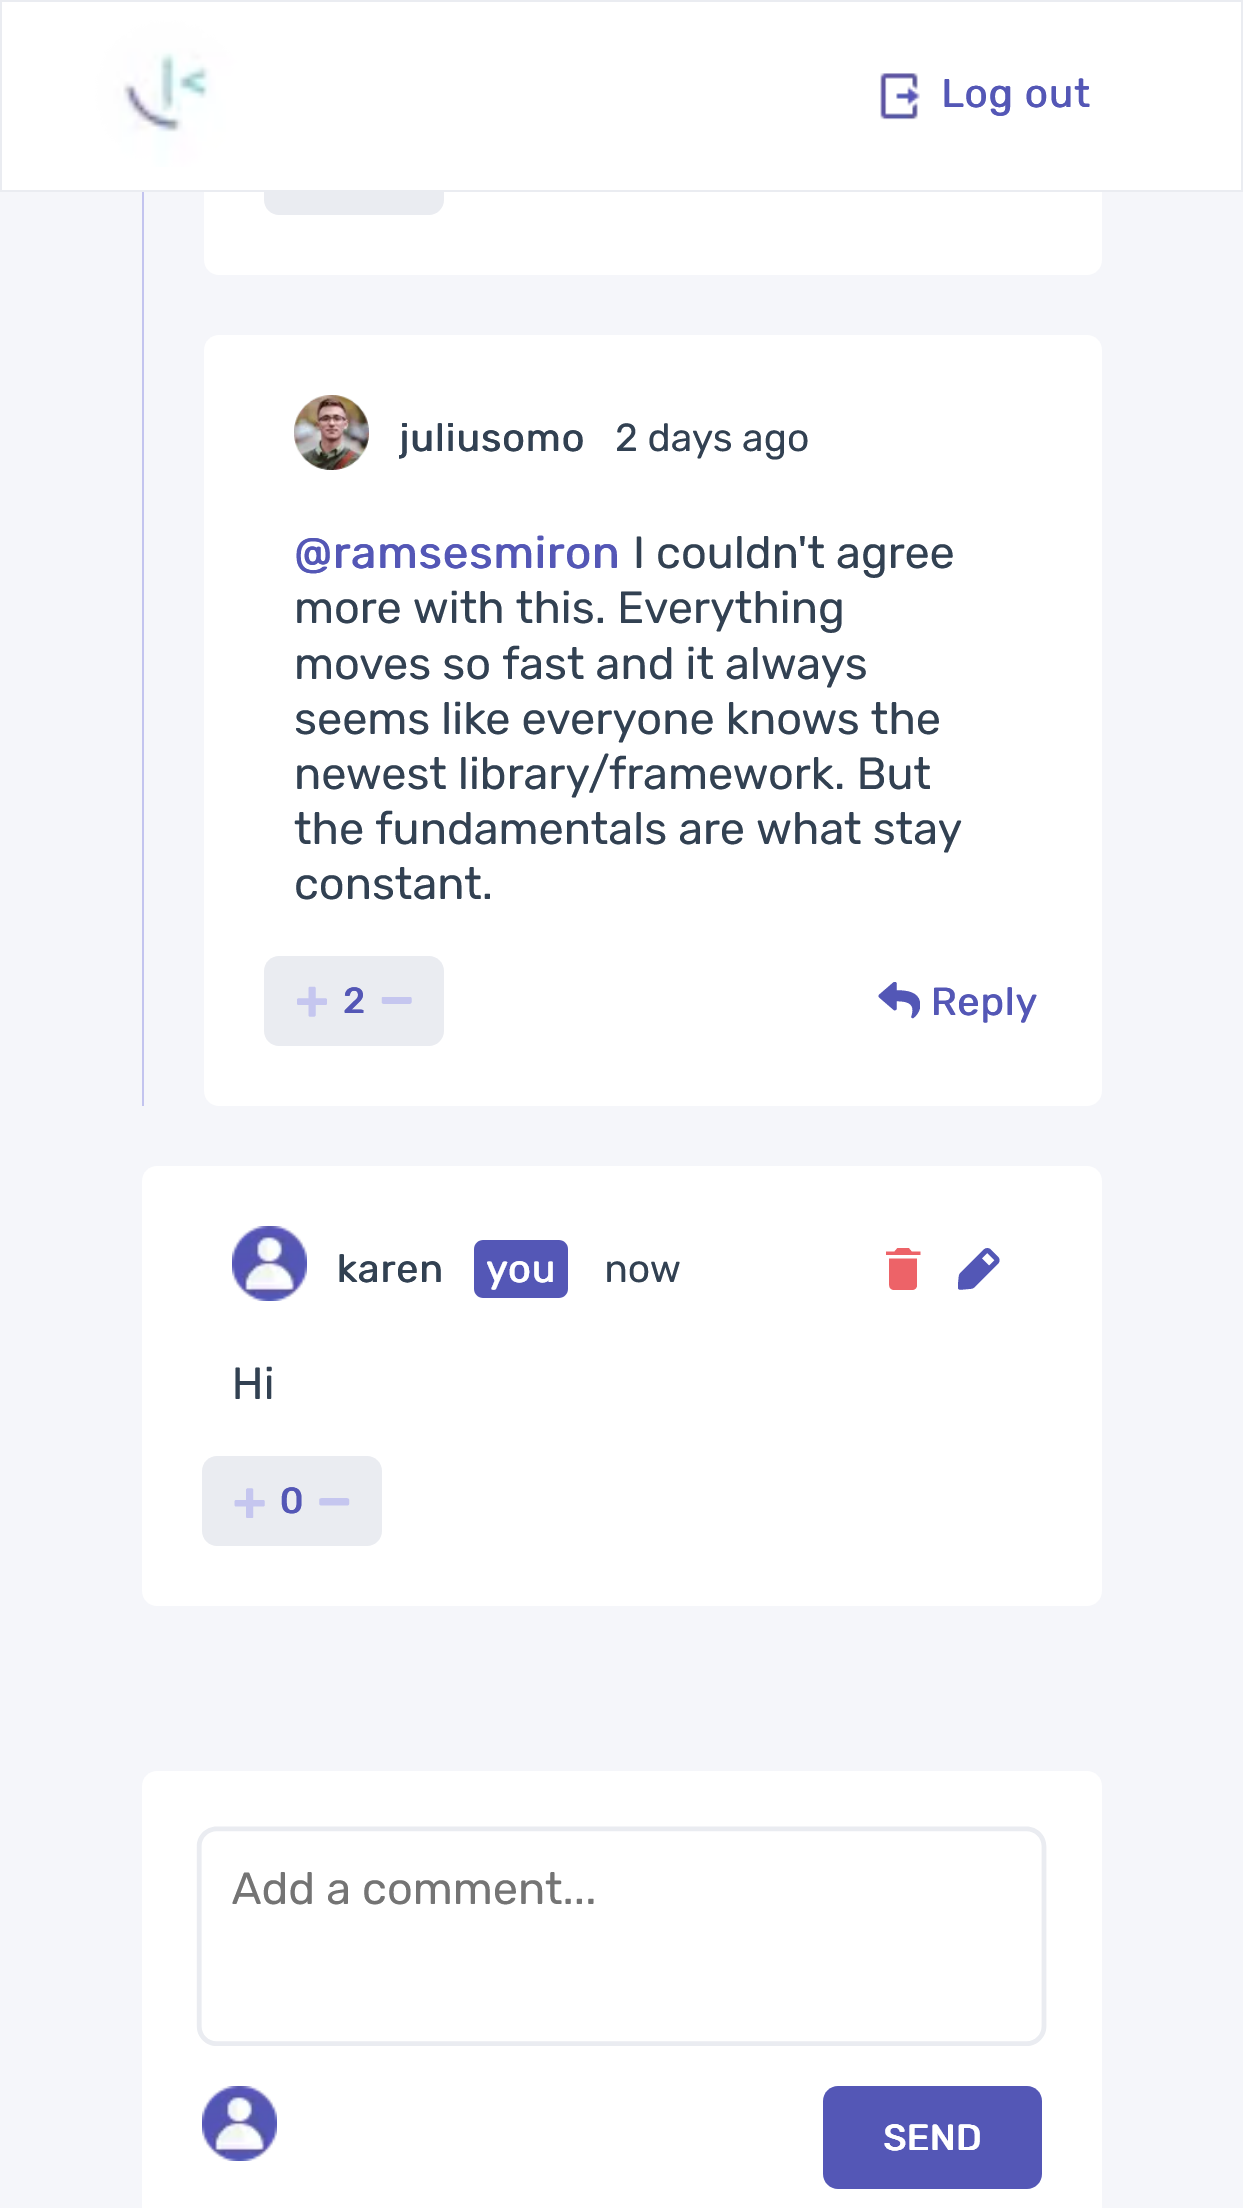 Log out
juliusomo 2 days ago
@ramsesmiron I couldn't agree
more with this. Everything
moves so fast and it always
seems like everyone knows the
newest library/framework. But
the fundamentals are what stay
constant.
+ 2 −
Reply
karen you now
Hi
+ 0 −
Add a comment...
SEND